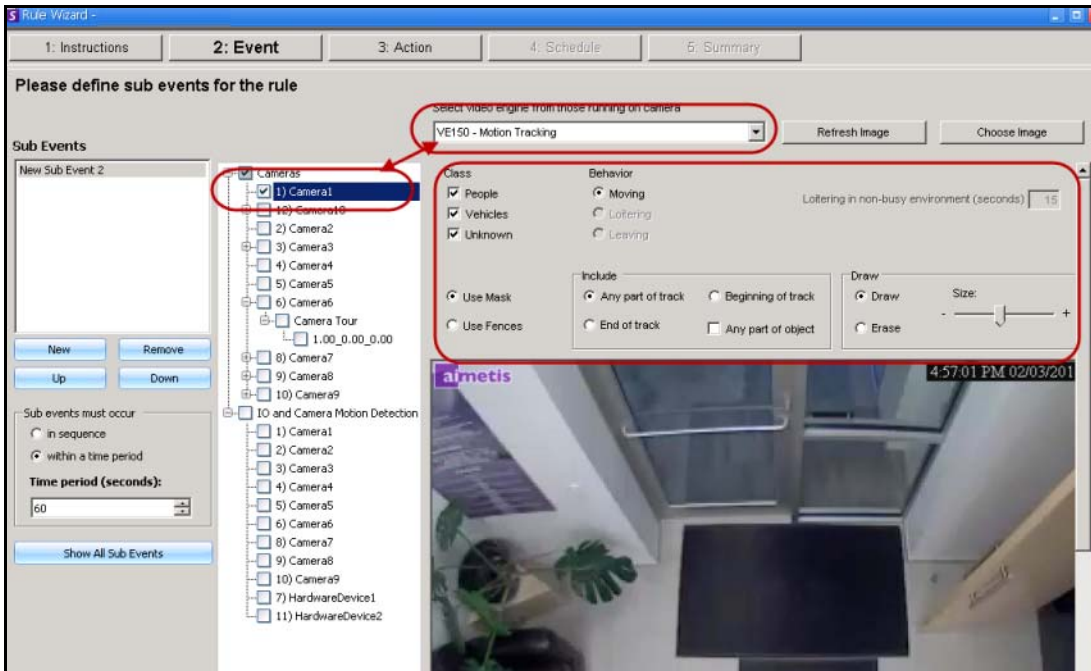 S Rule Wizard -
1: Instructions
2: Event
3: Action
4: Schedule
5: Summary
Please define sub events for the rule
Select video engine from those running on camera
VE150 - Motion Tracking
Refresh Image
Choose Image
Sub Events
New Sub Event 2
New
Remove
Up
Down
Sub events must occur
in sequence
within a time period
Time period (seconds):
60
Show All Sub Events
Cameras
1) Camera1
12) Camera10
2) Camera2
3) Camera3
4) Camera4
5) Camera5
6) Camera6
Camera Tour
1.00_0.00_0.00
8) Camera7
9) Camera8
10) Camera9
IO and Camera Motion Detection
1) Camera1
2) Camera2
3) Camera3
4) Camera4
5) Camera5
6) Camera6
8) Camera7
9) Camera8
10) Camera9
7) HardwareDevice1
11) HardwareDevice2
Class
Behavior
People
Moving
Loitering in non-busy environment (seconds) 15
Vehicles
Loitering
Unknown
Leaving
Use Mask
Use Fences
Include
Any part of track
Beginning of track
End of track
Any part of object
Draw
Draw
Size:
- +
Erase
aimetis
4:57:01 PM 02/03/201